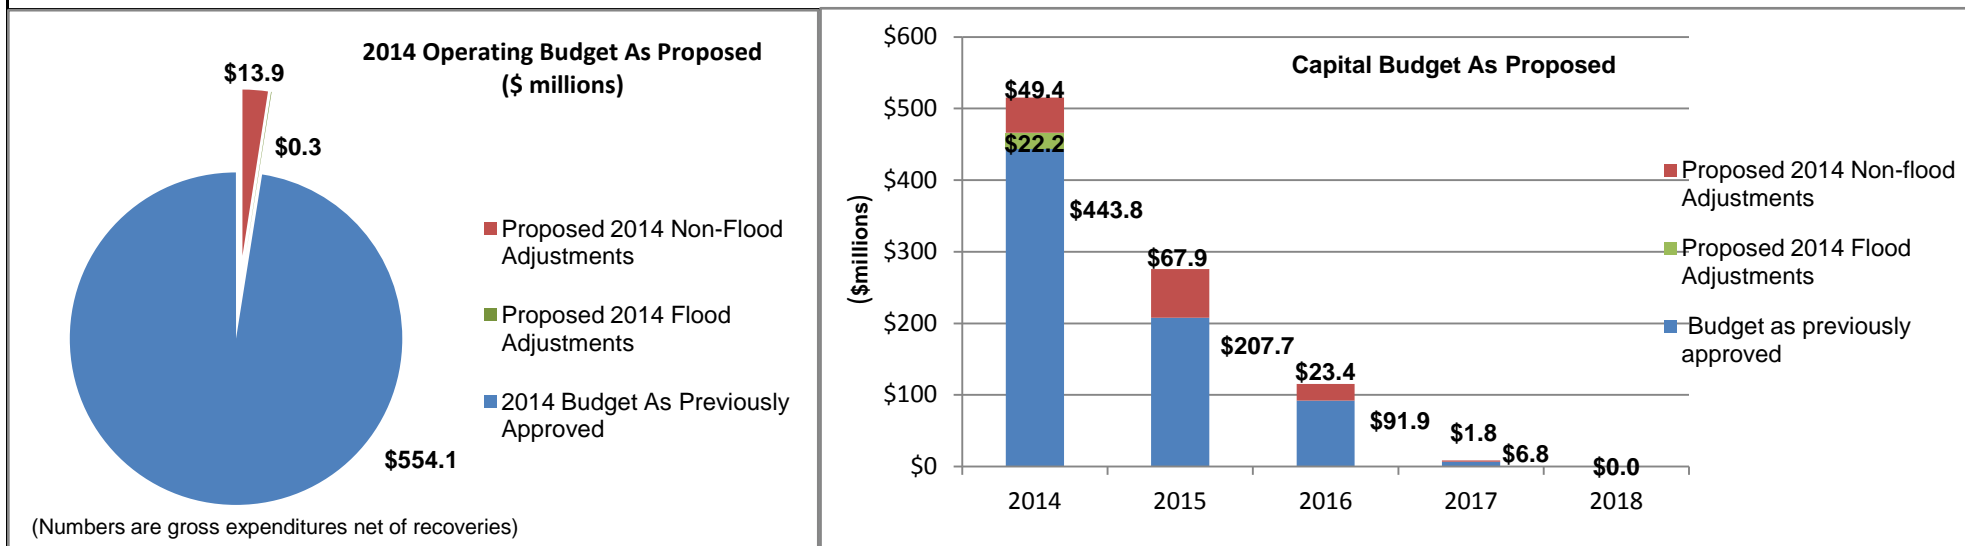 2014 Operating Budget As Proposed
($ millions)
$13.9
$0.3
Proposed 2014 Non-Flood
Adjustments
Proposed 2014 Flood
Adjustments
2014 Budget As Previously
Approved
$554.1
(Numbers are gross expenditures net of recoveries)
Capital Budget As Proposed
($millions)
$600
$500
$400
$300
$200
$100
$0
$49.4
$22.2
$443.8
$67.9
$207.7
$23.4
$91.9
$1.8
$6.8
$0.0
2014 2015 2016 2017 2018
Proposed 2014 Non-flood
Adjustments
Proposed 2014 Flood
Adjustments
Budget as previously
approved